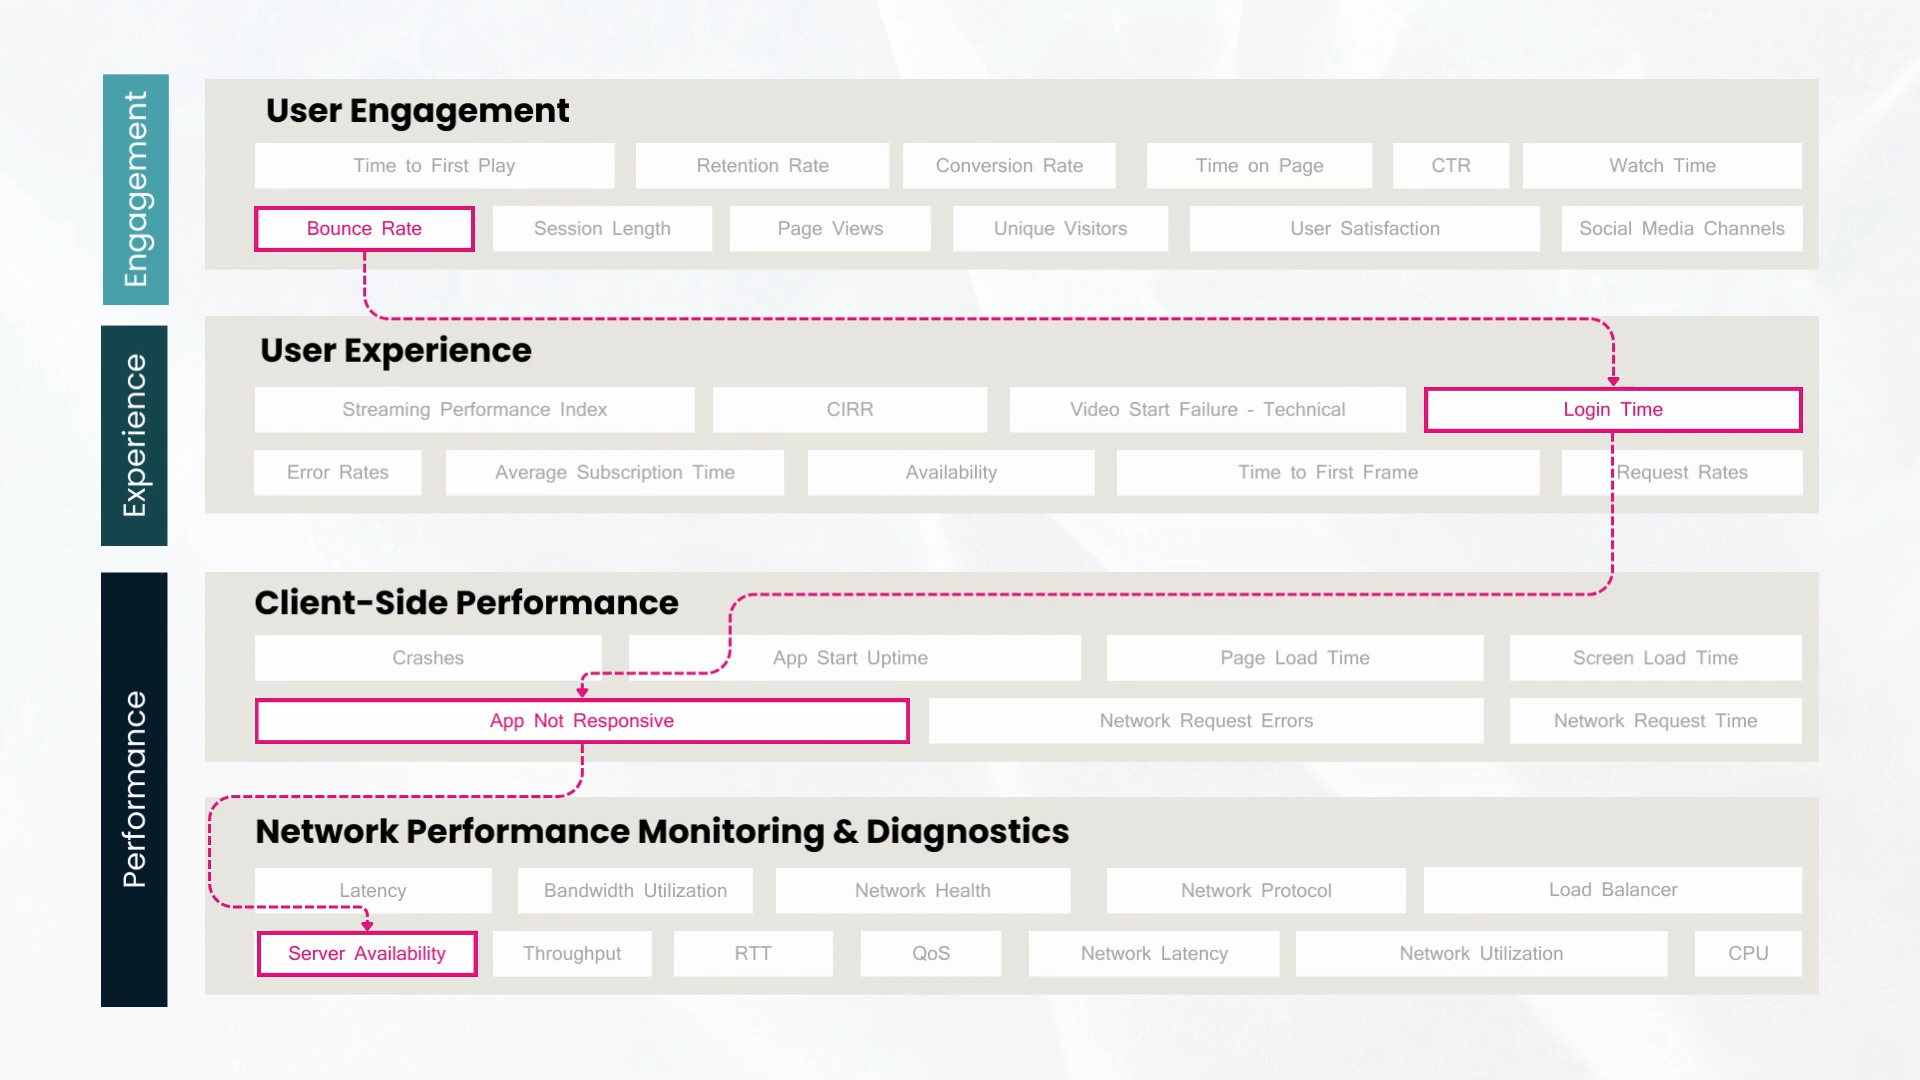 Engagement
User Engagement
Time to First Play
Retention Rate
Conversion Rate
Time on Page
CTR
Watch Time
Bounce Rate
Session Length
Page Views
Unique Visitors
User Satisfaction
Social Media Channels
Experience
User Experience
Streaming Performance Index
CIRR
Video Start Failure - Technical
Login Time
Error Rates
Average Subscription Time
Availability
Time to First Frame
Request Rates
Performance
Client-Side Performance
Crashes
App Start Uptime
Page Load Time
Screen Load Time
App Not Responsive
Network Request Errors
Network Request Time
Network Performance Monitoring & Diagnostics
Latency
Bandwidth Utilization
Network Health
Network Protocol
Load Balancer
Server Availability
Throughput
RTT
QoS
Network Latency
Network Utilization
CPU